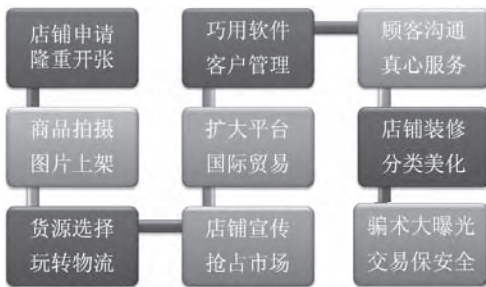 店铺申请
隆重开张
商品拍摄
图片上架
货源选择
玩转物流
店铺宣传
抢占市场
扩大平台
国际贸易
巧用软件
客户管理
顾客沟通
真心服务
店铺装修
分类美化
骗术大曝光
交易保安全